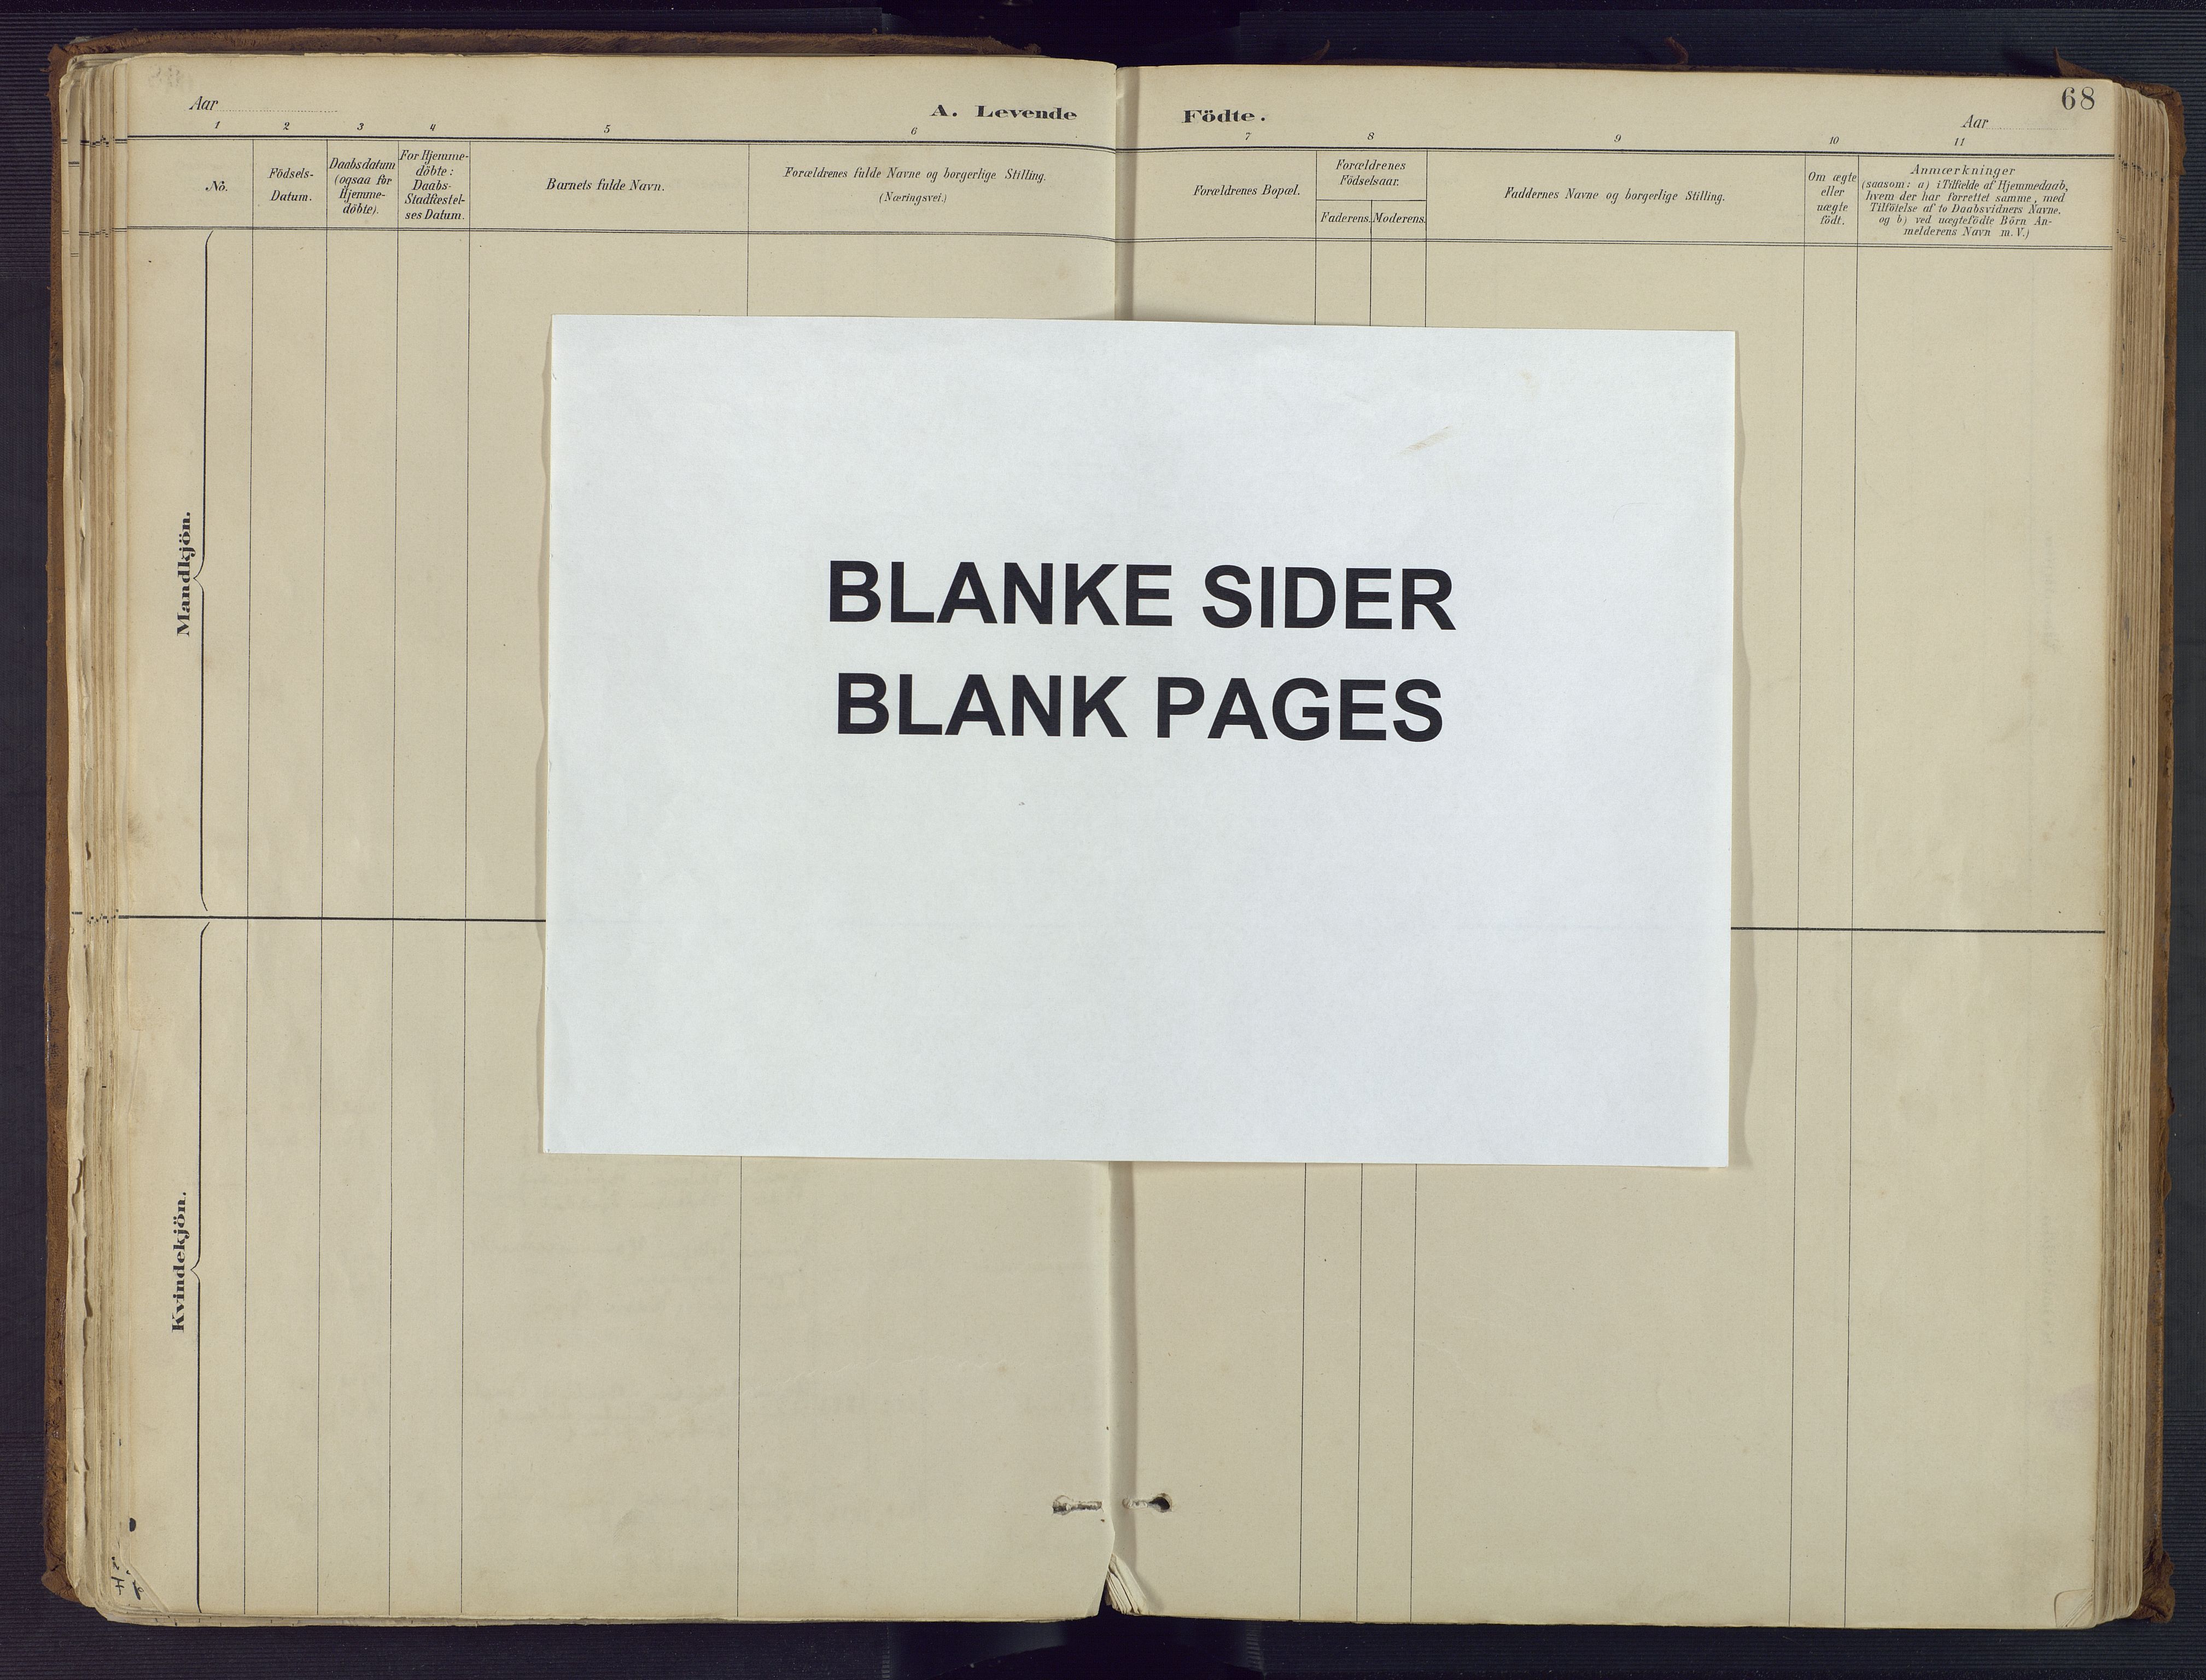 68
Aar
A. Levende Födte.
Aar
1 2 3 4 5 6 7 8 9 10 11
No.
Födsels-
Datum.
Daabsdatum
(ogsaa for
Hjemme-
döbte).
For Hjemme-
döbte:
Daabs-
Stadfæstel-
ses Datum.
Barnets fulde Navn.
Forældrenes fulde Navne og borgerlige Stilling.
(Næringsvei.)
Forældrenes Bopæl.
Forældrenes
Födselsaar.
Faderens.
Moderens.
Faddernes Navne og borgerlige Stilling.
Om ægte
eller
uægte
födt.
Anmærkninger
(saasom: a) i Tilfælde af Hjemmedaab,
hvem der har forrettet samme, med
Tilföielse af to Daabsvidners Navne,
og b) ved uægtefödte Börn An-
melderens Navn m. V.)
Mandkjön.
BLANKE SIDER
BLANK PAGES
Kvindekjön.